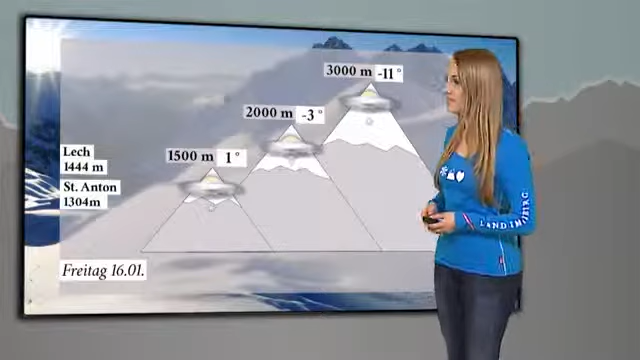 3000 m -11°
2000 m -3°
1500 m 1°
Lech
1444 m
St. Anton
1304m
Freitag 16.01.